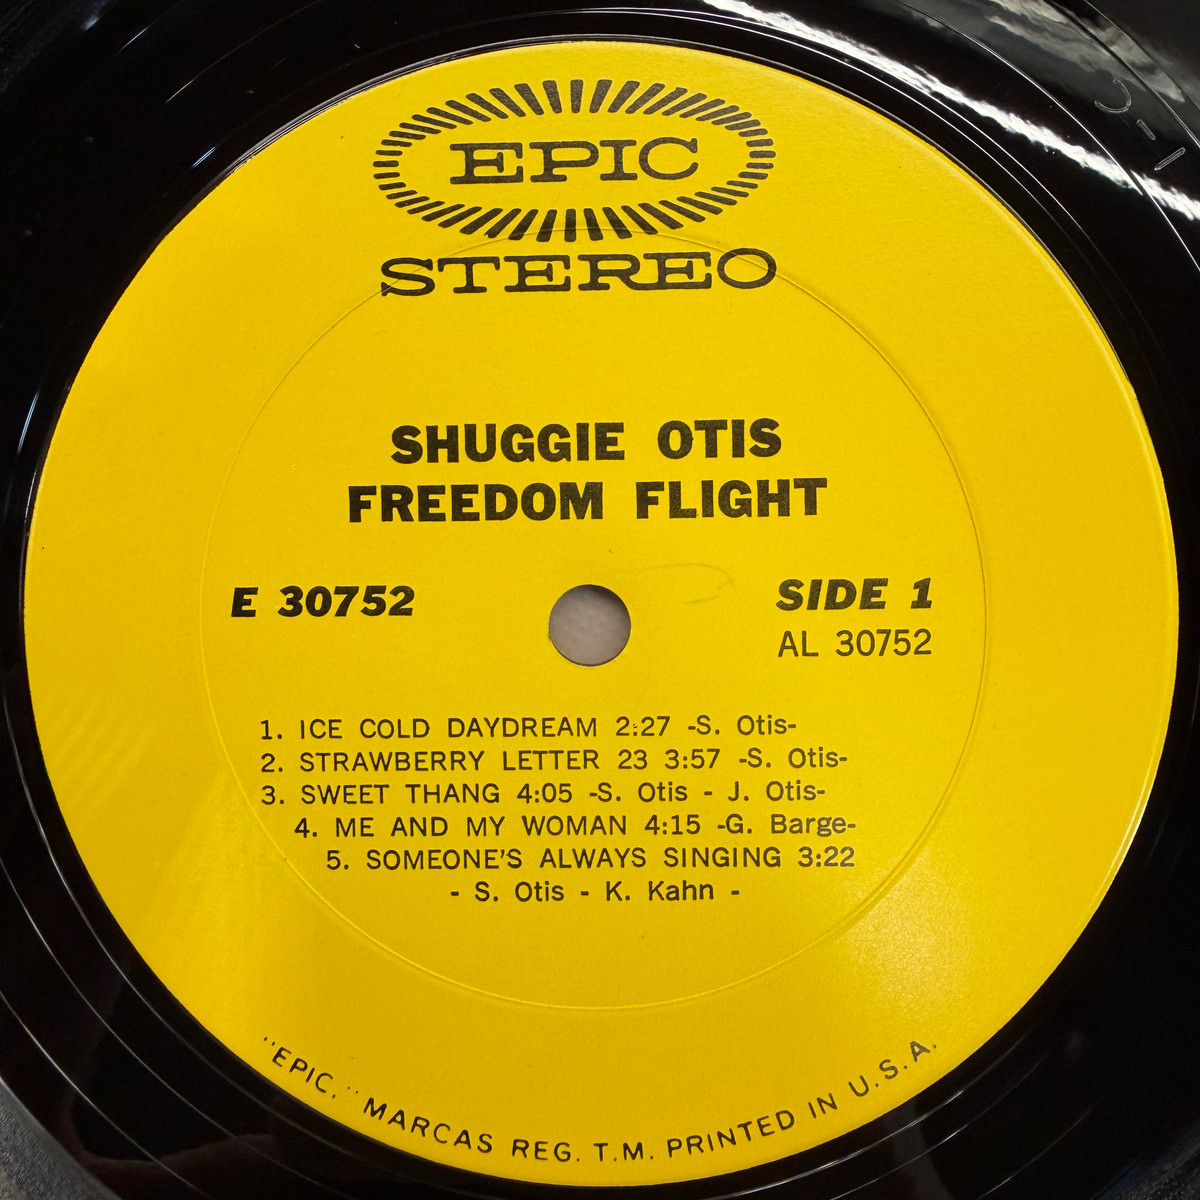 EPIC
STEREO
SHUGGIE OTIS
FREEDOM FLIGHT
E 30752
SIDE 1
AL 30752
1. ICE COLD DAYDREAM 2:27 -S. Otis-
2. STRAWBERRY LETTER 23 3:57 -S. Otis-
3. SWEET THANG 4:05 -S. Otis - J. Otis-
4. ME AND MY WOMAN 4:15 -G. Barge-
5. SOMEONE'S ALWAYS SINGING 3:22
- S. Otis - K. Kahn -
"EPIC." MARCAS REG. T.M. PRINTED IN U.S.A.